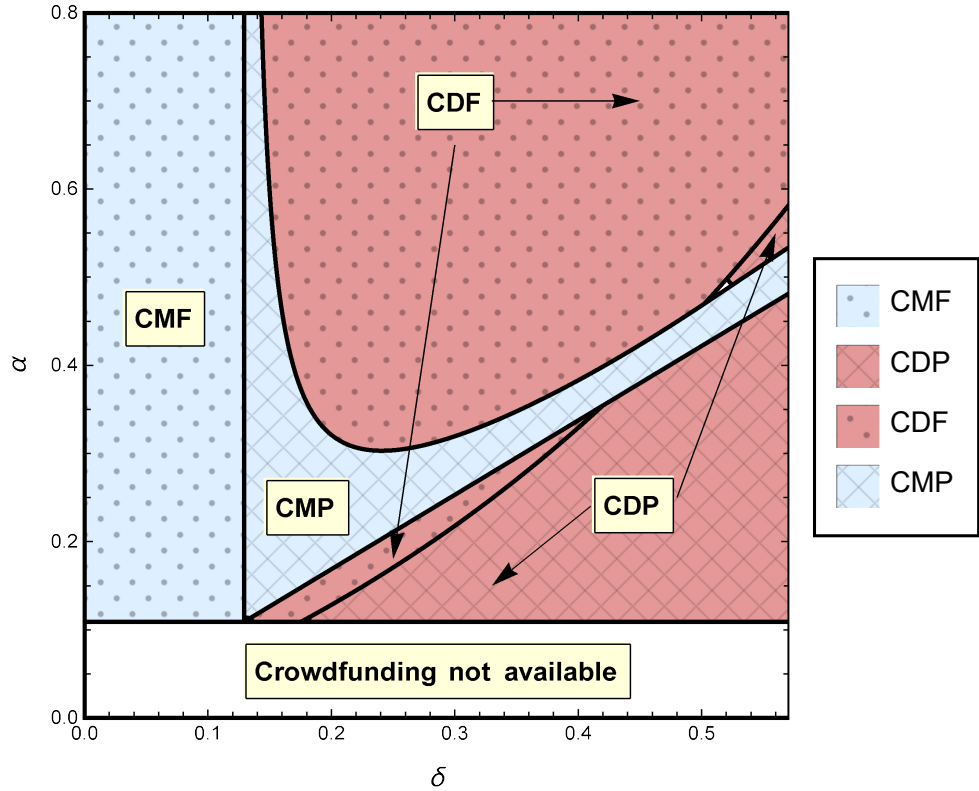 0.8
CDF
0.6
CMF
α
0.4
CMP
CDP
0.2
Crowdfunding not available
0.0
0.0 0.1 0.2 0.3 0.4 0.5
δ
CMF
CDP
CDF
CMP